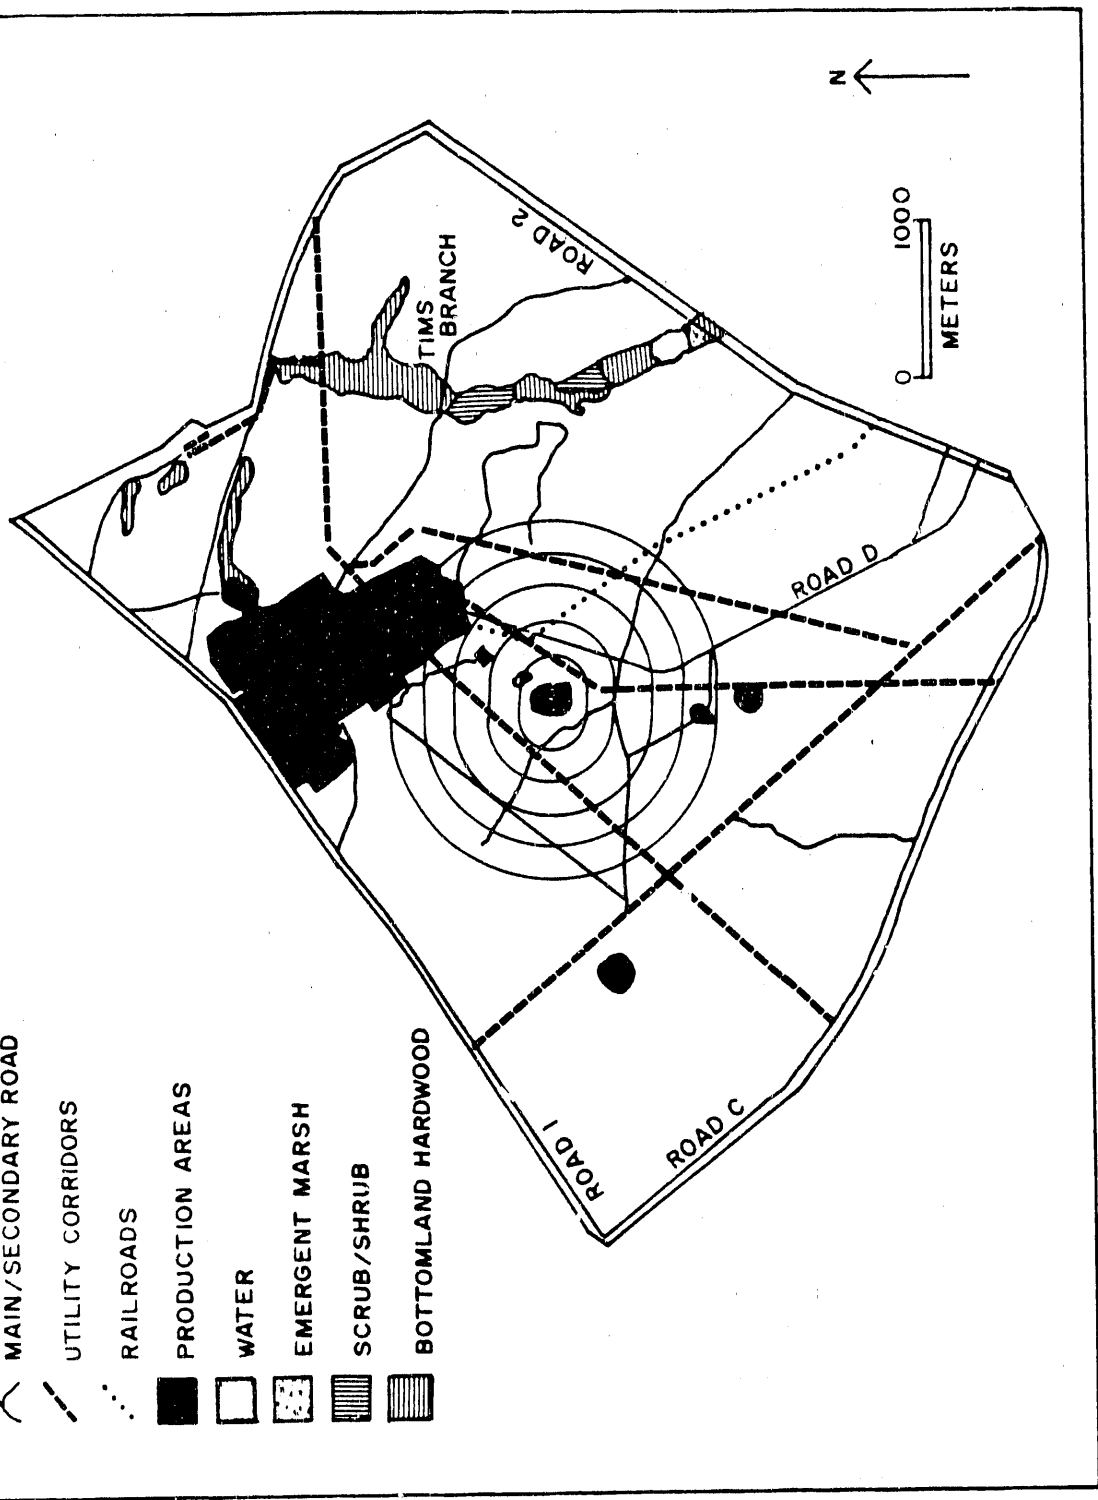 MAIN/SECONDARY ROAD
UTILITY CORRIDORS
RAILROADS
PRODUCTION AREAS
WATER
EMERGENT MARSH
SCRUB/SHRUB
BOTTOMLAND HARDWOOD
ROAD 1
ROAD C
TIMS
BRANCH
ROAD 2
ROAD D
N
0 1000
METERS